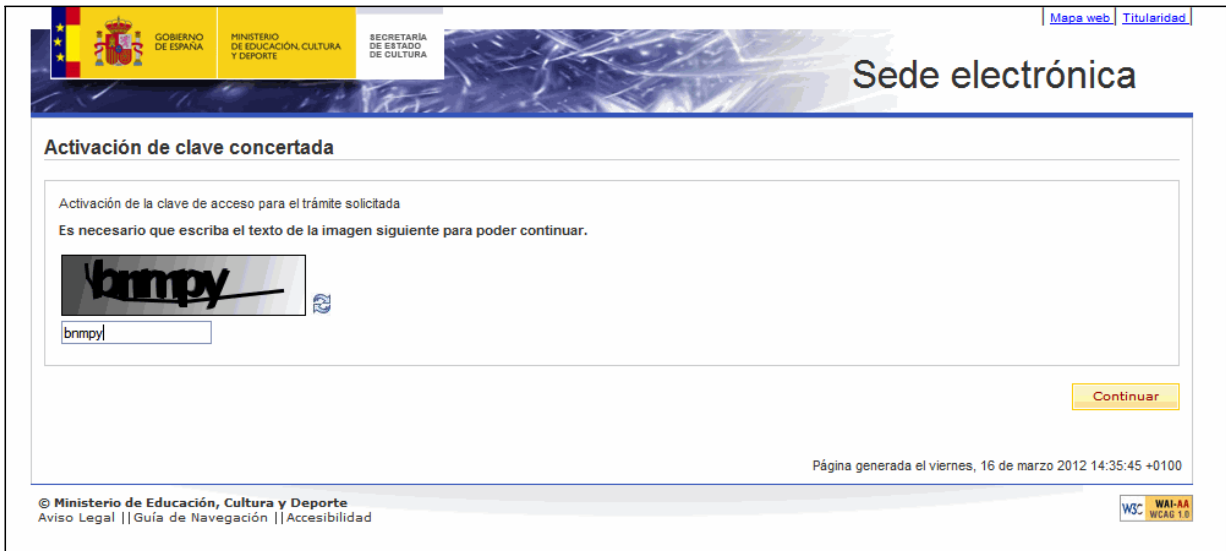 Mapa web Titularidad
GOBIERNO DE ESPAÑA
MINISTERIO DE EDUCACIÓN, CULTURA Y DEPORTE
SECRETARÍA DE ESTADO DE CULTURA
Sede electrónica
Activación de clave concertada
Activación de la clave de acceso para el trámite solicitada
Es necesario que escriba el texto de la imagen siguiente para poder continuar.
bnmpy
bnmpy
Continuar
Página generada el viernes, 16 de marzo 2012 14:35:45 +0100
© Ministerio de Educación, Cultura y Deporte
Aviso Legal ||Guía de Navegación ||Accesibilidad
W3C WAI-AA WCAG 1.0